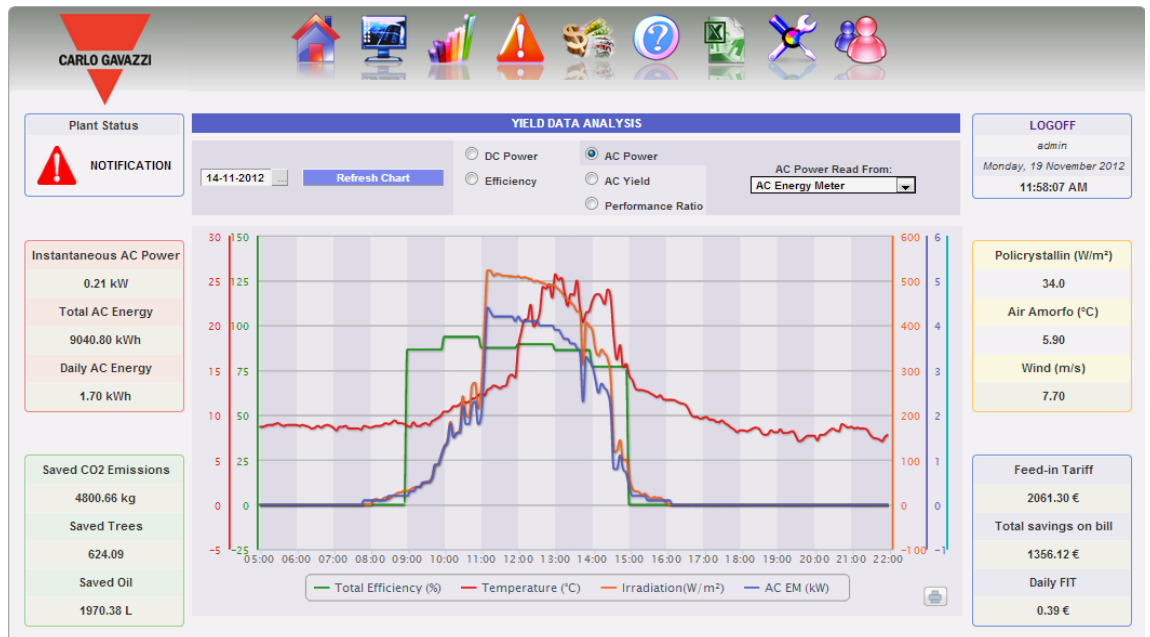 CARLO GAVAZZI
Plant Status
NOTIFICATION
YIELD DATA ANALYSIS
14-11-2012 ...
Refresh Chart
DC Power
AC Power
Efficiency
AC Yield
Performance Ratio
AC Power Read From:
AC Energy Meter
LOGOFF
admin
Monday, 19 November 2012
11:58:07 AM
Instantaneous AC Power
0.21 kW
Total AC Energy
9040.80 kWh
Daily AC Energy
1.70 kWh
Saved CO2 Emissions
4800.66 kg
Saved Trees
624.09
Saved Oil
1970.38 L
30 150 600 6
25 125 500 5
20 100 400 4
15 75 300 3
10 50 200 2
5 25 100 1
0 0 0 0
-5 -25 -100 -1
05:00 06:00 07:00 08:00 09:00 10:00 11:00 12:00 13:00 14:00 15:00 16:00 17:00 18:00 19:00 20:00 21:00 22:00
Total Efficiency (%) Temperature (°C) Irradiation(W/m²) AC EM (kW)
Policrystallin (W/m²)
34.0
Air Amorfo (°C)
5.90
Wind (m/s)
7.70
Feed-in Tariff
2061.30 €
Total savings on bill
1356.12 €
Daily FIT
0.39 €